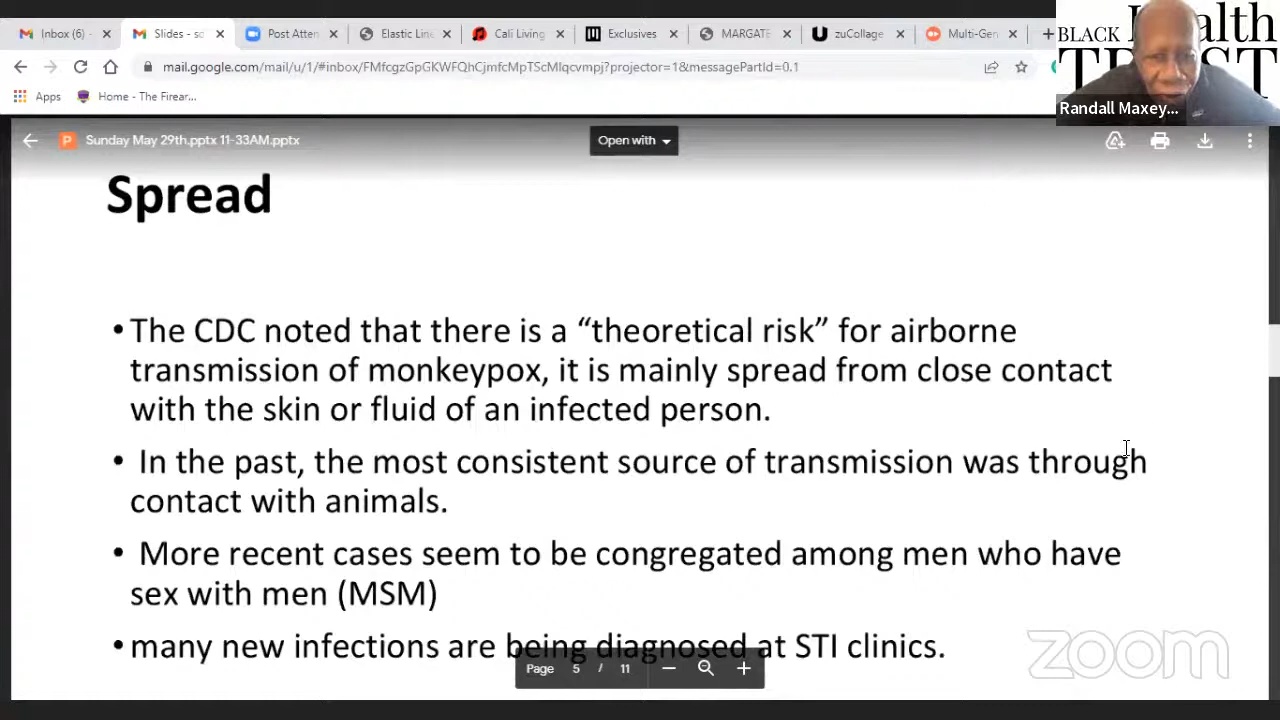 Inbox (6) -
Slides - sc
Post Atten
Elastic Line
Cali Living
Exclusives
MARGATE
zuCollage
Multi-Gen
BLACK Health
TRUST
mail.google.com/mail/u/1/#inbox/FMfcgzGpGKWFQhCjmfcMpTScMlqcvmpj?projector=1&messagePartId=0.1
Apps
Home - The Firear...
Randall Maxey...
P
Sunday May 29th.pptx 11-33AM.pptx
Open with
Spread
•The CDC noted that there is a “theoretical risk” for airborne
transmission of monkeypox, it is mainly spread from close contact
with the skin or fluid of an infected person.
• In the past, the most consistent source of transmission was through
contact with animals.
• More recent cases seem to be congregated among men who have
sex with men (MSM)
•many new infections are being diagnosed at STI clinics.
Page 5 / 11
zoom